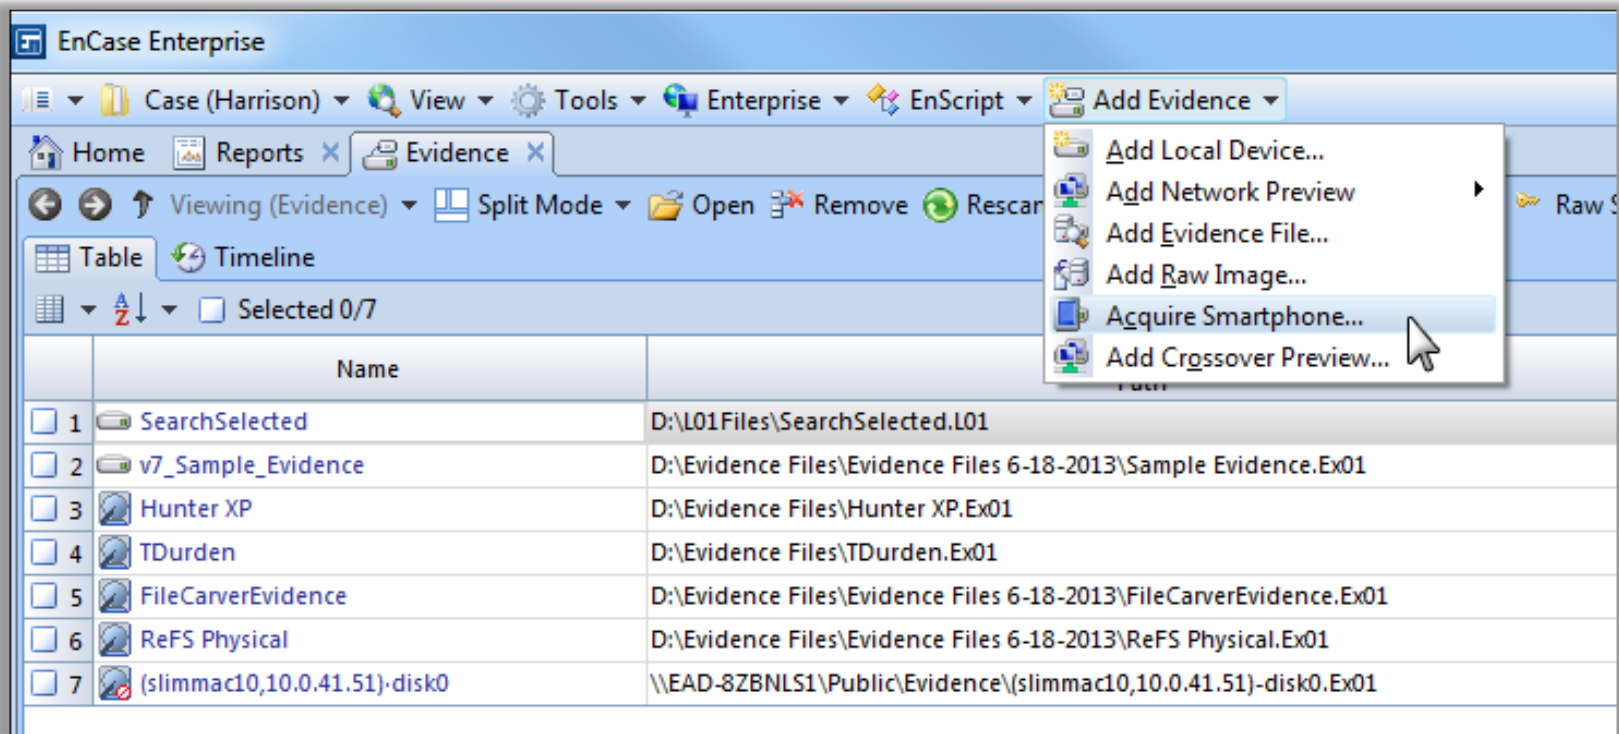 EnCase Enterprise
Case (Harrison) View Tools Enterprise EnScript Add Evidence
Home Reports Evidence
Add Local Device...
Viewing (Evidence) Split Mode Open Remove Rescan Raw S
Add Network Preview
Add Evidence File...
Table Timeline
Add Raw Image...
Selected 0/7
Acquire Smartphone...
Add Crossover Preview...
Name Path
1 SearchSelected D:\L01Files\SearchSelected.L01
2 v7_Sample_Evidence D:\Evidence Files\Evidence Files 6-18-2013\Sample Evidence.Ex01
3 Hunter XP D:\Evidence Files\Hunter XP.Ex01
4 TDurden D:\Evidence Files\TDurden.Ex01
5 FileCarverEvidence D:\Evidence Files\Evidence Files 6-18-2013\FileCarverEvidence.Ex01
6 ReFS Physical D:\Evidence Files\Evidence Files 6-18-2013\ReFS Physical.Ex01
7 (slimmac10,10.0.41.51)·disk0 \\EAD-8ZBNLS1\Public\Evidence\(slimmac10,10.0.41.51)-disk0.Ex01